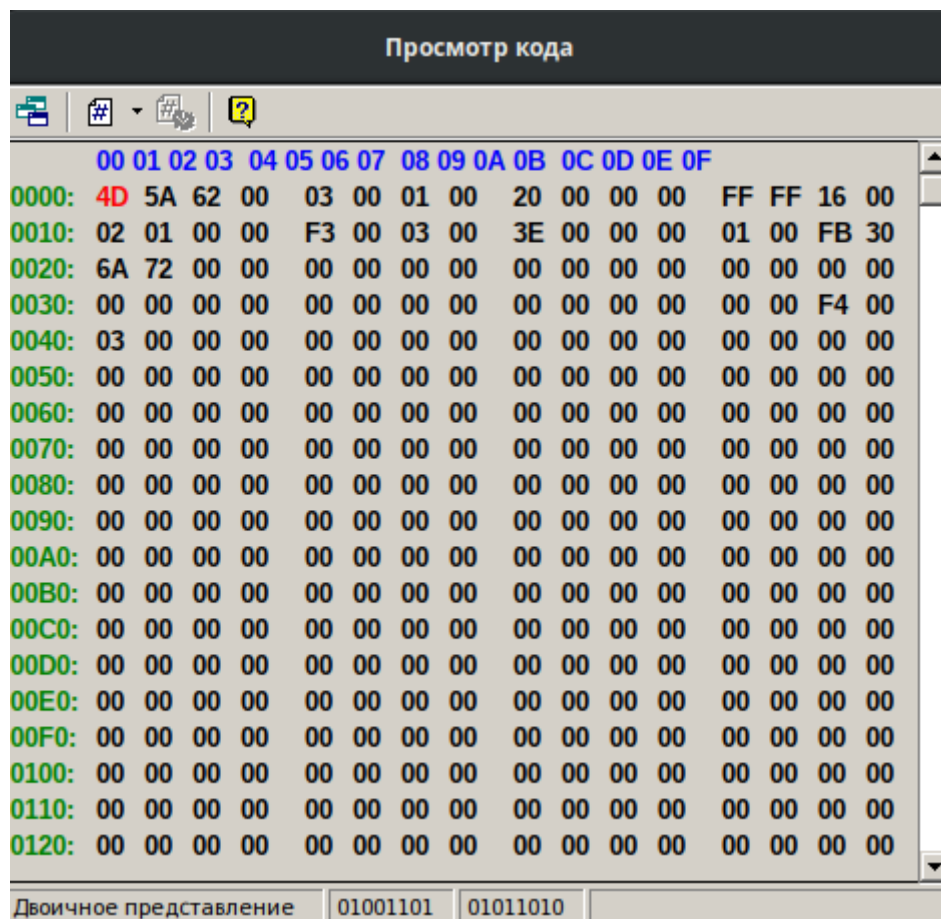 Просмотр кода
#
#
?
00 01 02 03 04 05 06 07 08 09 0A 0B 0C 0D 0E 0F
0000: 4D 5A 62 00 03 00 01 00 20 00 00 00 FF FF 16 00
0010: 02 01 00 00 F3 00 03 00 3E 00 00 00 01 00 FB 30
0020: 6A 72 00 00 00 00 00 00 00 00 00 00 00 00 00 00
0030: 00 00 00 00 00 00 00 00 00 00 00 00 00 00 F4 00
0040: 03 00 00 00 00 00 00 00 00 00 00 00 00 00 00 00
0050: 00 00 00 00 00 00 00 00 00 00 00 00 00 00 00 00
0060: 00 00 00 00 00 00 00 00 00 00 00 00 00 00 00 00
0070: 00 00 00 00 00 00 00 00 00 00 00 00 00 00 00 00
0080: 00 00 00 00 00 00 00 00 00 00 00 00 00 00 00 00
0090: 00 00 00 00 00 00 00 00 00 00 00 00 00 00 00 00
00A0: 00 00 00 00 00 00 00 00 00 00 00 00 00 00 00 00
00B0: 00 00 00 00 00 00 00 00 00 00 00 00 00 00 00 00
00C0: 00 00 00 00 00 00 00 00 00 00 00 00 00 00 00 00
00D0: 00 00 00 00 00 00 00 00 00 00 00 00 00 00 00 00
00E0: 00 00 00 00 00 00 00 00 00 00 00 00 00 00 00 00
00F0: 00 00 00 00 00 00 00 00 00 00 00 00 00 00 00 00
0100: 00 00 00 00 00 00 00 00 00 00 00 00 00 00 00 00
0110: 00 00 00 00 00 00 00 00 00 00 00 00 00 00 00 00
0120: 00 00 00 00 00 00 00 00 00 00 00 00 00 00 00 00
Двоичное представление 01001101 01011010